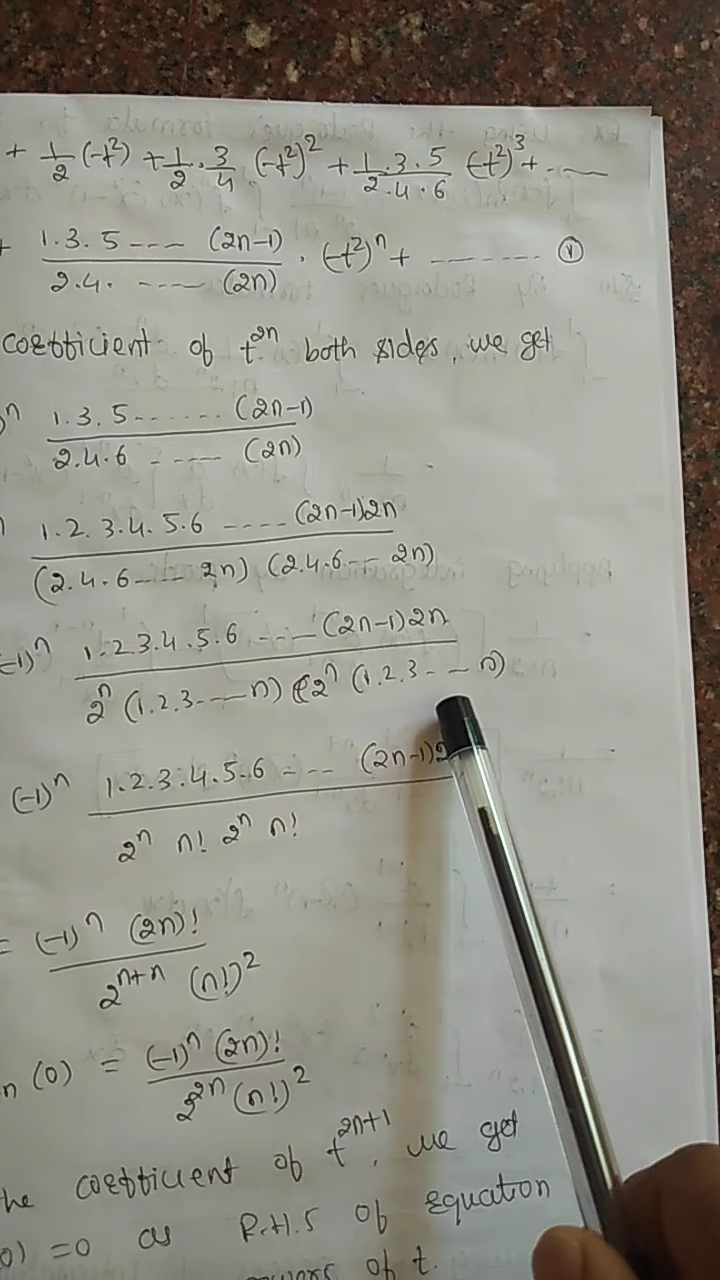 + 1/2 (-t²) + 1/2 · 3/4 (-t²)² + 1·3·5/2·4·6 (-t²)³ + ......
+ 1·3·5 ---- (2n-1)/2·4· ---- (2n) · (-t²)ⁿ + -------- (v)
coefficient of t²ⁿ both sides, we get
)ⁿ 1·3·5 ------- (2n-1)/2·4·6 ----- (2n)
1·2·3·4·5·6 ---- (2n-1)2n/(2·4·6 ---- 2n) (2·4·6 --- 2n)
(-1)ⁿ 1·2·3·4·5·6 ---- (2n-1)2n/2ⁿ (1·2·3 ---- n) 2ⁿ (1·2·3 -- n)
(-1)ⁿ 1·2·3·4·5·6 --- (2n-1)2/2ⁿ n! 2ⁿ n!
= (-1)ⁿ (2n)!/2ⁿ⁺ⁿ (n!)²
n (0) = (-1)ⁿ (2n)!/2²ⁿ (n!)²
the coefficient of t²ⁿ⁺¹, we get
0) = 0 as R.H.S of equation
of t.